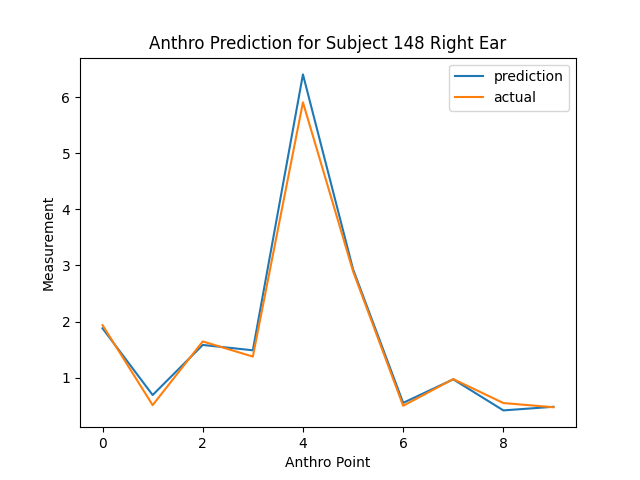 Anthro Prediction for Subject 148 Right Ear
prediction
actual
Measurement
6
5
4
3
2
1
0 2 4 6 8
Anthro Point